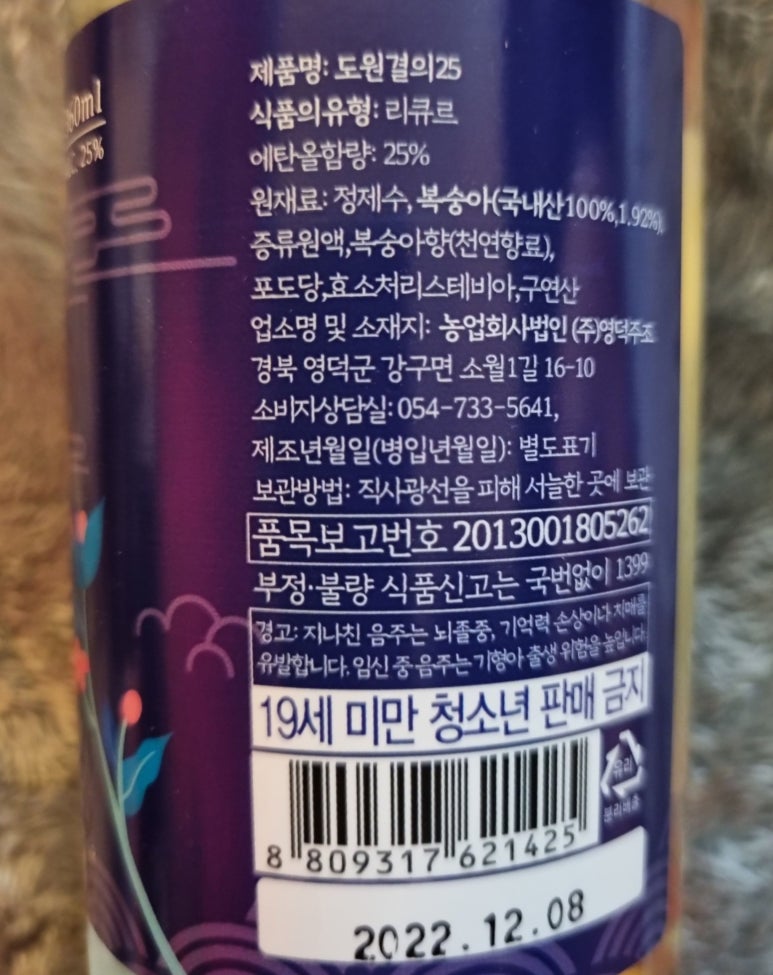 제품명: 도원결의25
식품의유형: 리큐르
에탄올함량: 25%
원재료: 정제수, 복숭아(국내산100%,1.92%),
증류원액,복숭아향(천연향료),
포도당,효소처리스테비아,구연산
업소명 및 소재지: 농업회사법인 (주)영덕주조
경북 영덕군 강구면 소월1길 16-10
소비자상담실: 054-733-5641,
제조년월일(병입년월일): 별도표기
보관방법: 직사광선을 피해 서늘한 곳에 보관
품목보고번호 2013001805262
부정·불량 식품신고는 국번없이 1399
경고: 지나친 음주는 뇌졸중, 기억력 손상이나 치매를
유발합니다. 임신 중 음주는 기형아 출생 위험을 높입니다.
19세 미만 청소년 판매 금지
유리
분리배출
8 809317 621425
2022.12.08
60ml
25%